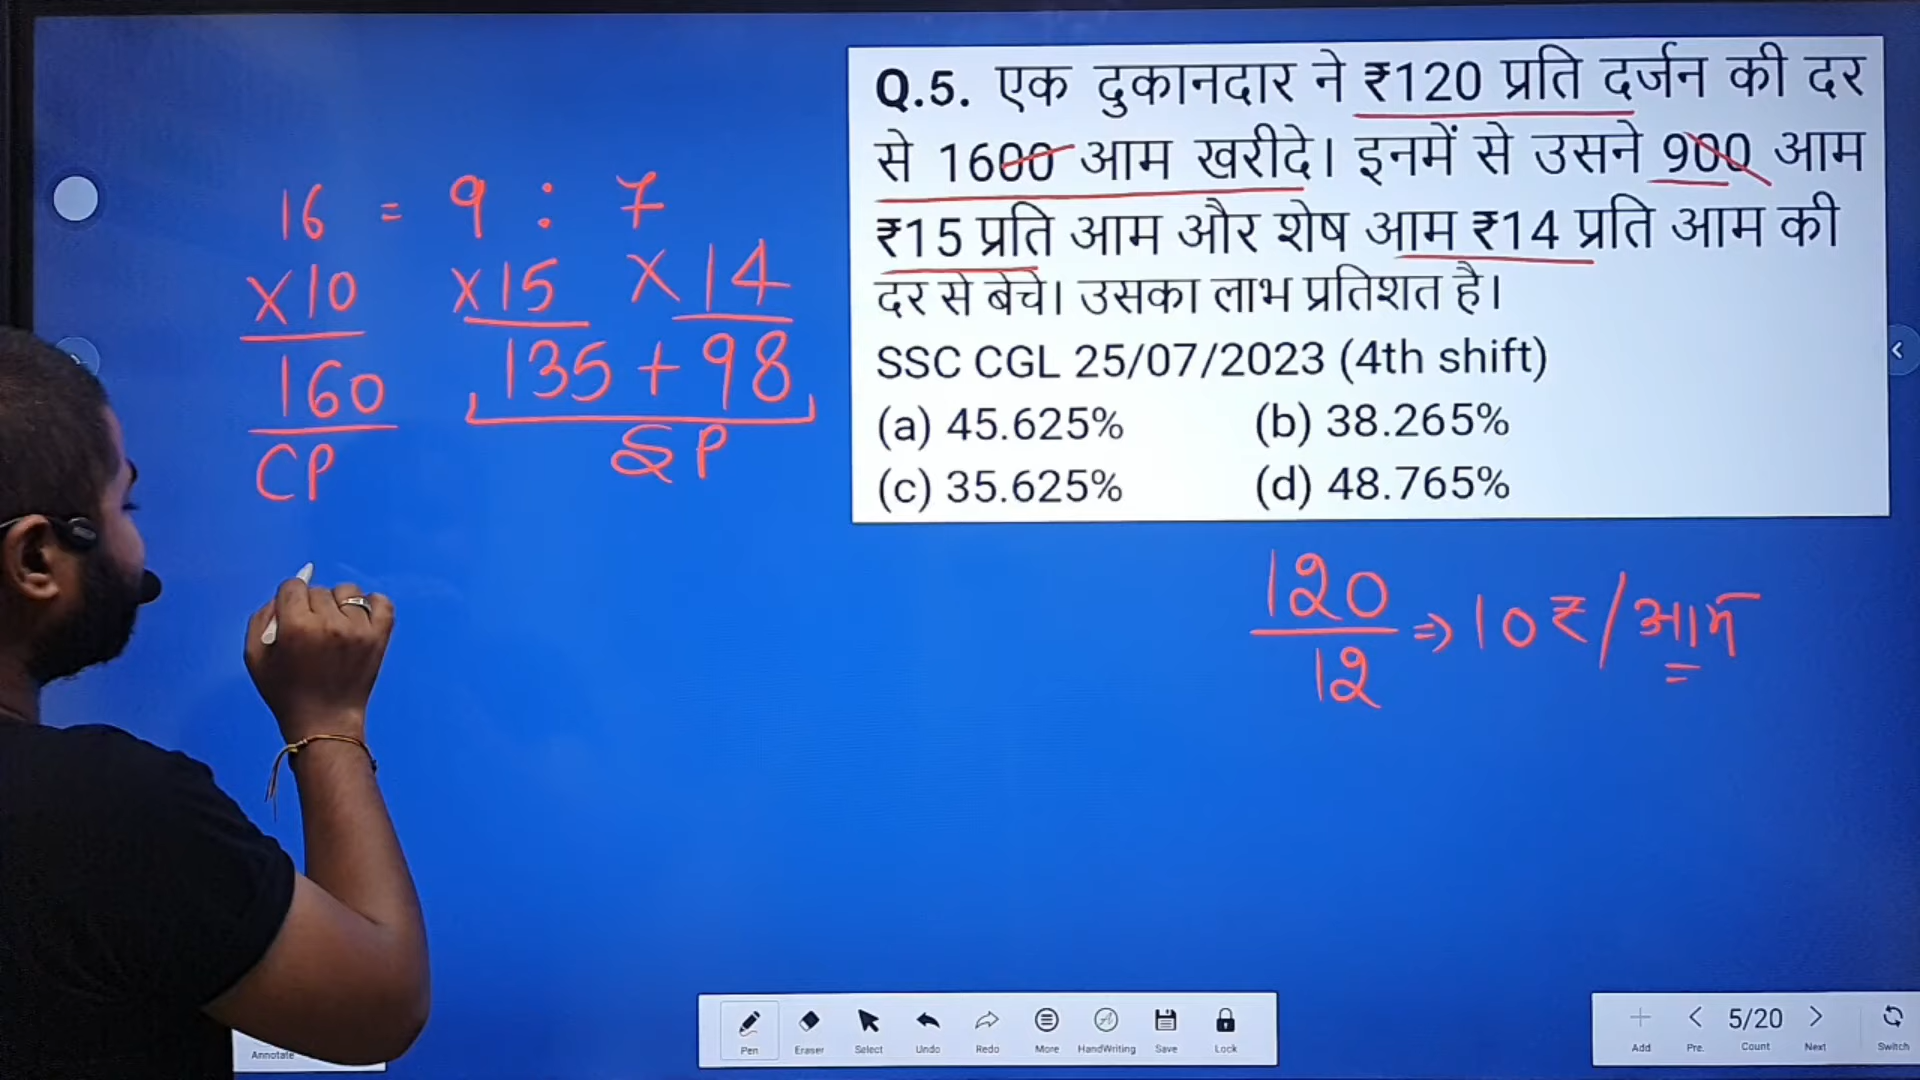 Q.5. एक दुकानदार ने ₹120 प्रति दर्जन की दर
से 1600 आम खरीदे। इनमें से उसने 900 आम
₹15 प्रति आम और शेष आम ₹14 प्रति आम की
दर से बेचे। उसका लाभ प्रतिशत है।
SSC CGL 25/07/2023 (4th shift)
(a) 45.625% (b) 38.265%
(c) 35.625% (d) 48.765%
16 = 9 : 7
×10 ×15 ×14
160 135 + 98
CP SP
120
12
⇒ 10₹/आम
Annotate
Pen Eraser Select Undo Redo More HandWriting Save Lock
5/20
Add Pre. Count Next Switch